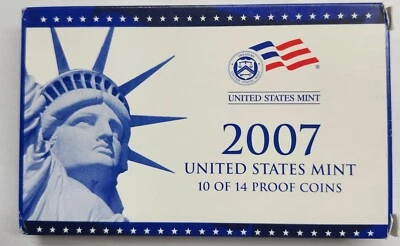 UNITED STATES MINT
2007
UNITED STATES MINT
10 OF 14 PROOF COINS